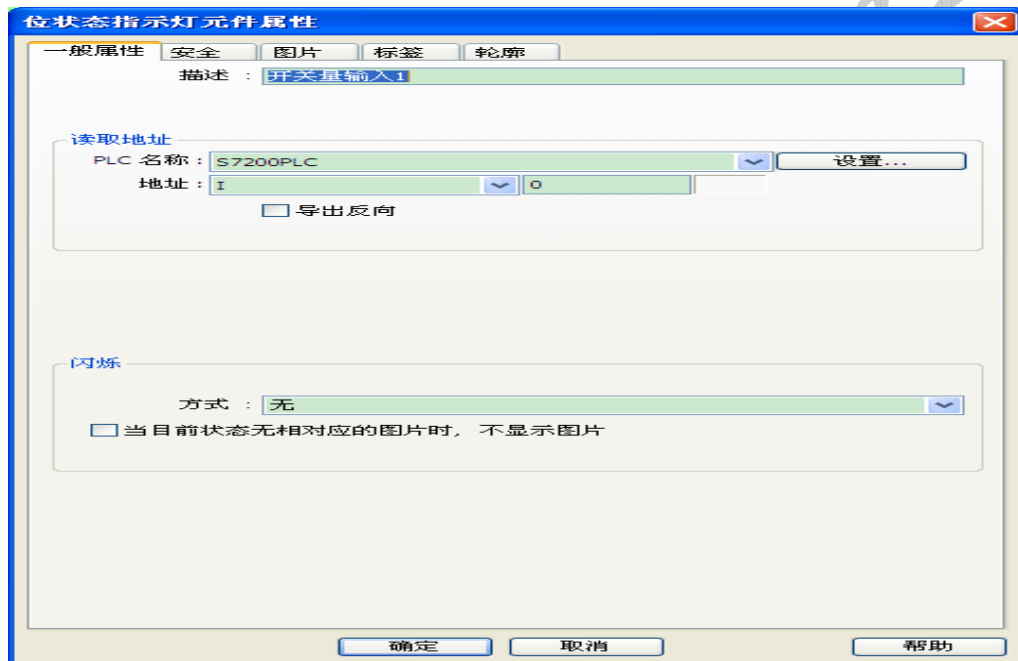 位状态指示灯元件属性
一般属性 安全 图片 标签 轮廓
描述 : 开关量输入1
读取地址
PLC 名称 : S7200PLC 设置...
地址 : I 0
导出反向
闪烁
方式 : 无
当目前状态无相对应的图片时, 不显示图片
确定 取消 帮助